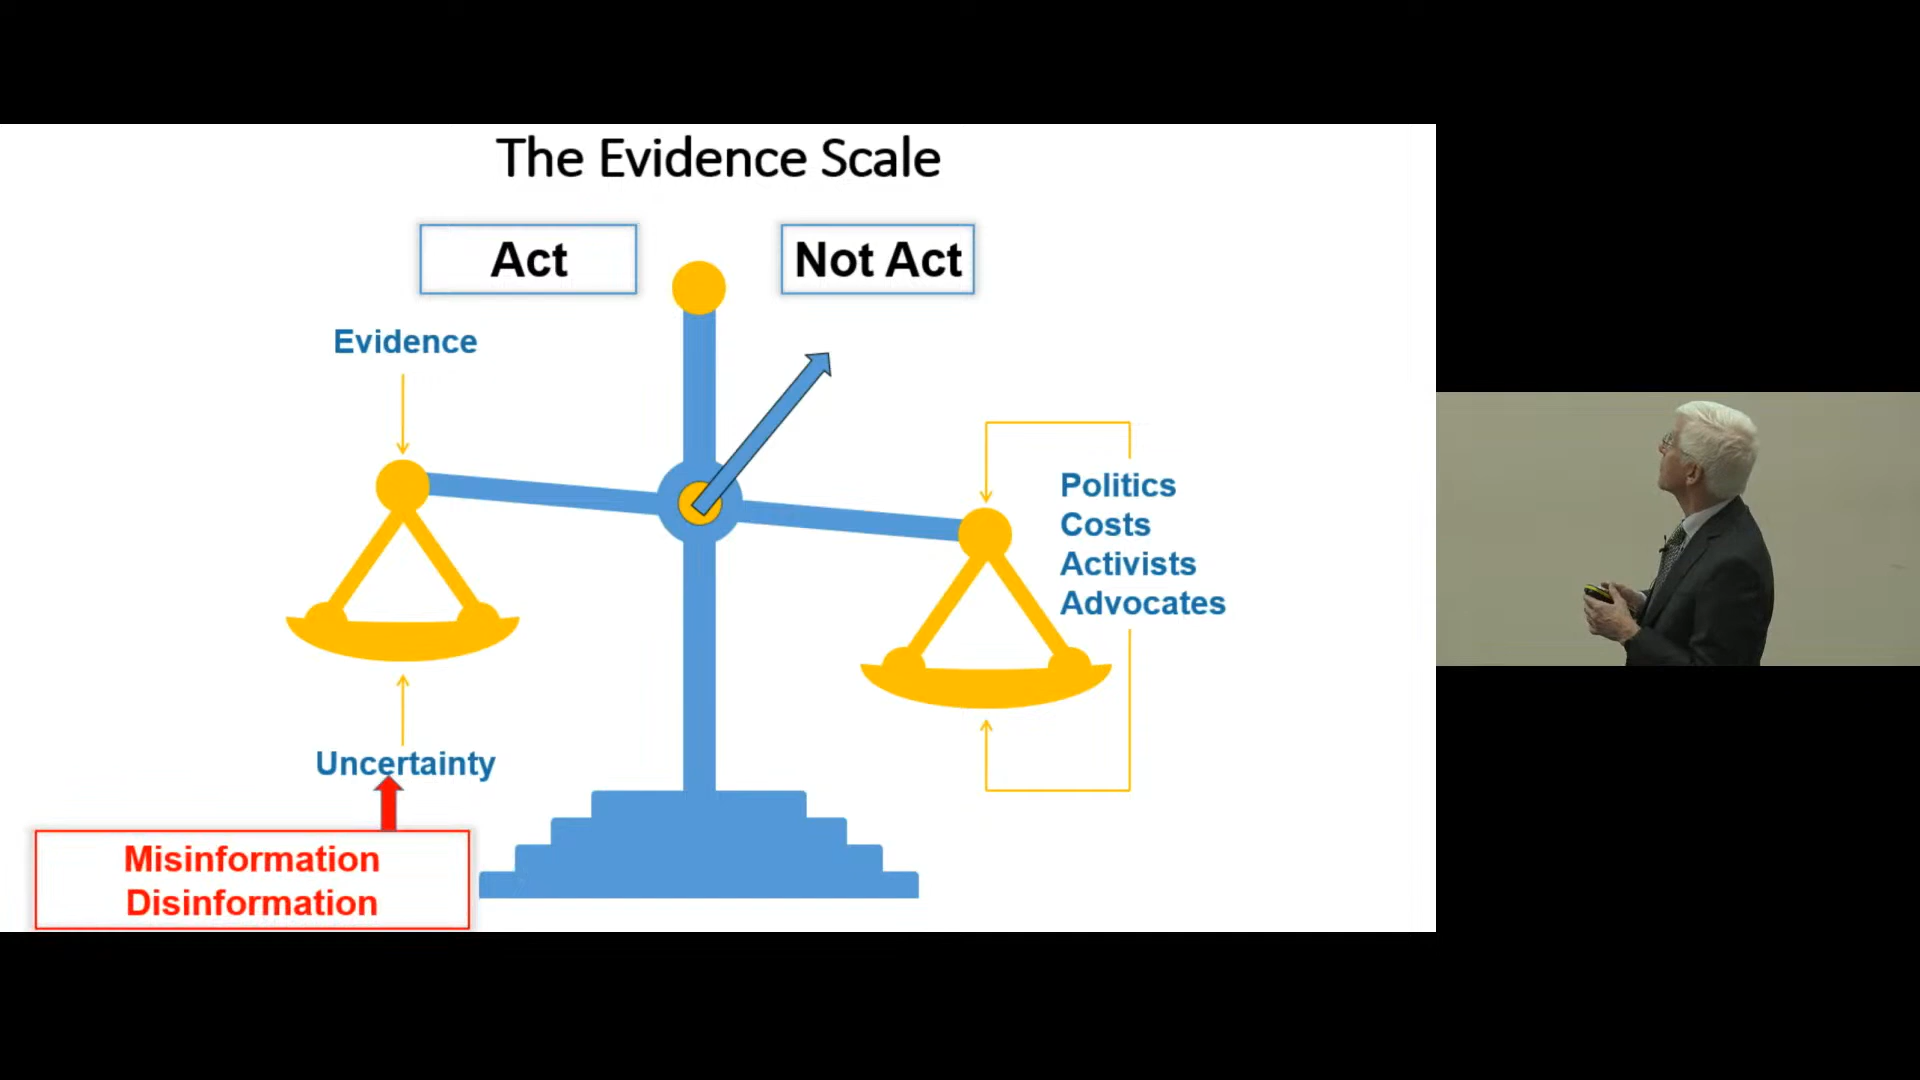 The Evidence Scale
Act
Not Act
Evidence
Politics
Costs
Activists
Advocates
Uncertainty
Misinformation
Disinformation